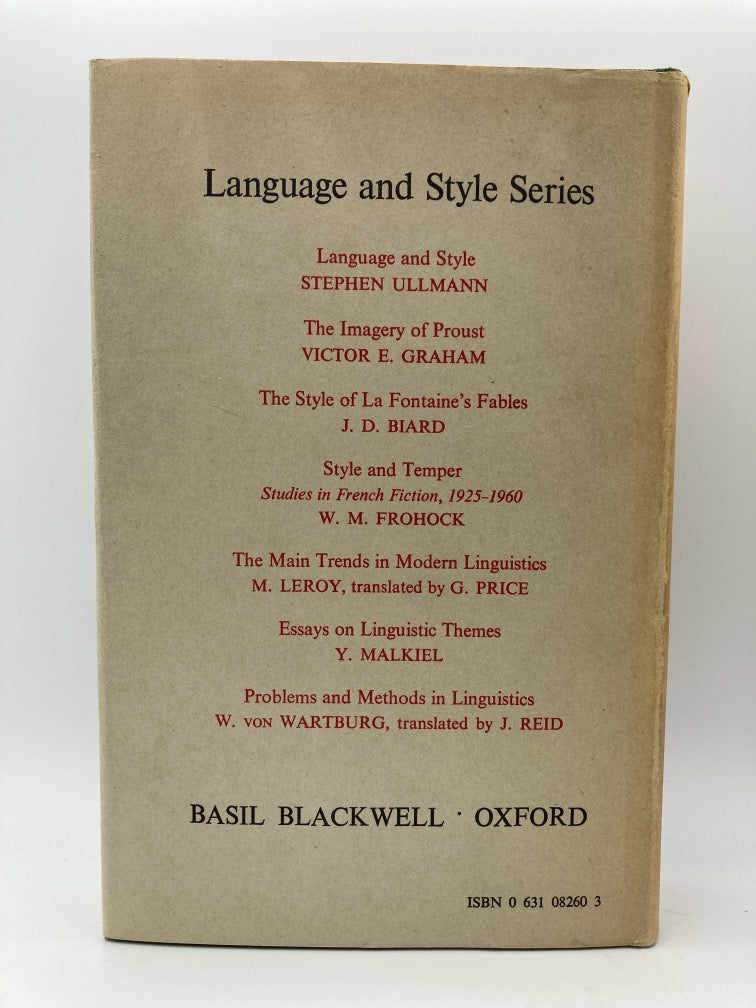 Language and Style Series
Language and Style
STEPHEN ULLMANN
The Imagery of Proust
VICTOR E. GRAHAM
The Style of La Fontaine's Fables
J. D. BIARD
Style and Temper
Studies in French Fiction, 1925–1960
W. M. FROHOCK
The Main Trends in Modern Linguistics
M. LEROY, translated by G. PRICE
Essays on Linguistic Themes
Y. MALKIEL
Problems and Methods in Linguistics
W. VON WARTBURG, translated by J. REID
BASIL BLACKWELL · OXFORD
ISBN 0 631 08260 3